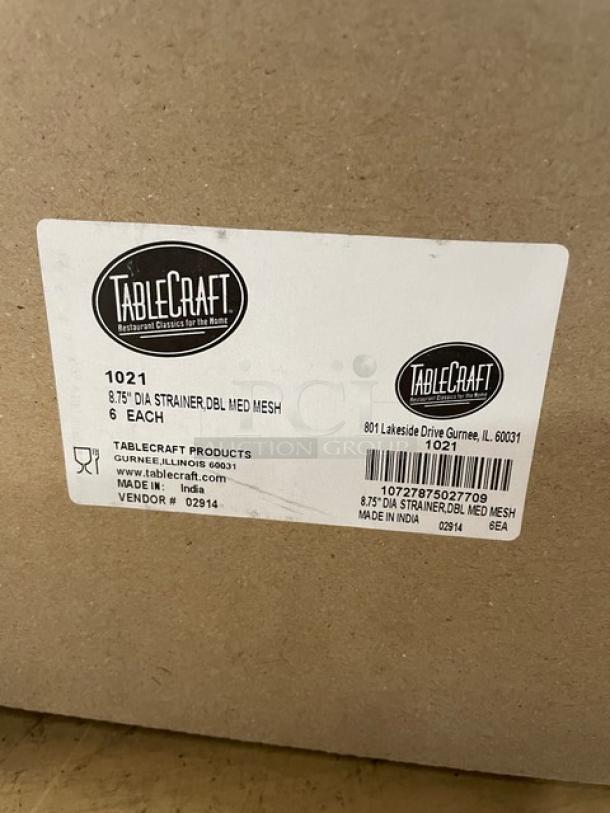 TABLECRAFT
Restaurant Classics for the Home
1021
8.75" DIA STRAINER,DBL MED MESH
6 EACH
TABLECRAFT PRODUCTS
GURNEE,ILLINOIS 60031
www.tablecraft.com
MADE IN: India
VENDOR # 02914
TABLECRAFT
Restaurant Classics for the Home
801 Lakeside Drive Gurnee, IL. 60031
1021
10727875027709
8.75" DIA STRAINER,DBL MED MESH
MADE IN INDIA 02914 6EA
PCI
AUCTION GROUP